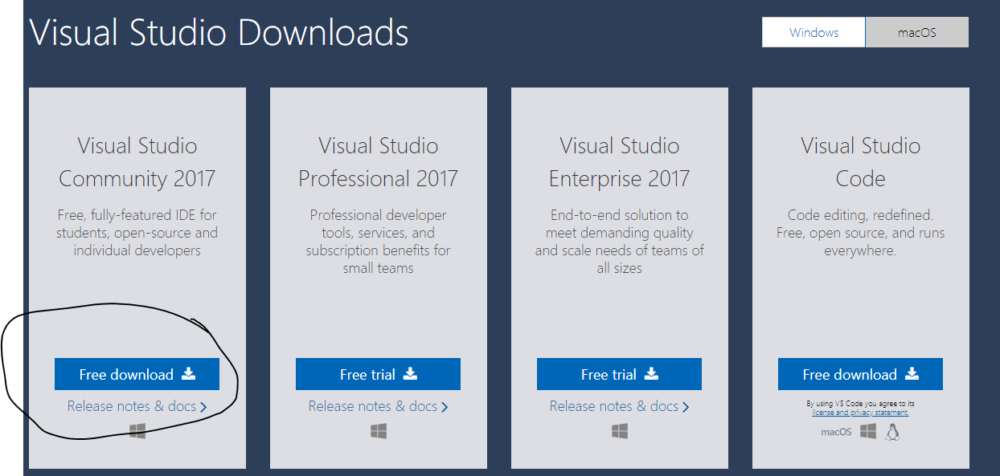 Visual Studio Downloads
Windows
macOS
Visual Studio
Community 2017
Free, fully-featured IDE for
students, open-source and
individual developers
Free download
Release notes & docs
Visual Studio
Professional 2017
Professional developer
tools, services, and
subscription benefits for
small teams
Free trial
Release notes & docs
Visual Studio
Enterprise 2017
End-to-end solution to
meet demanding quality
and scale needs of teams of
all sizes
Free trial
Release notes & docs
Visual Studio
Code
Code editing, redefined.
Free, open source, and runs
everywhere.
Free download
By using VS Code you agree to its
license and privacy statement.
macOS